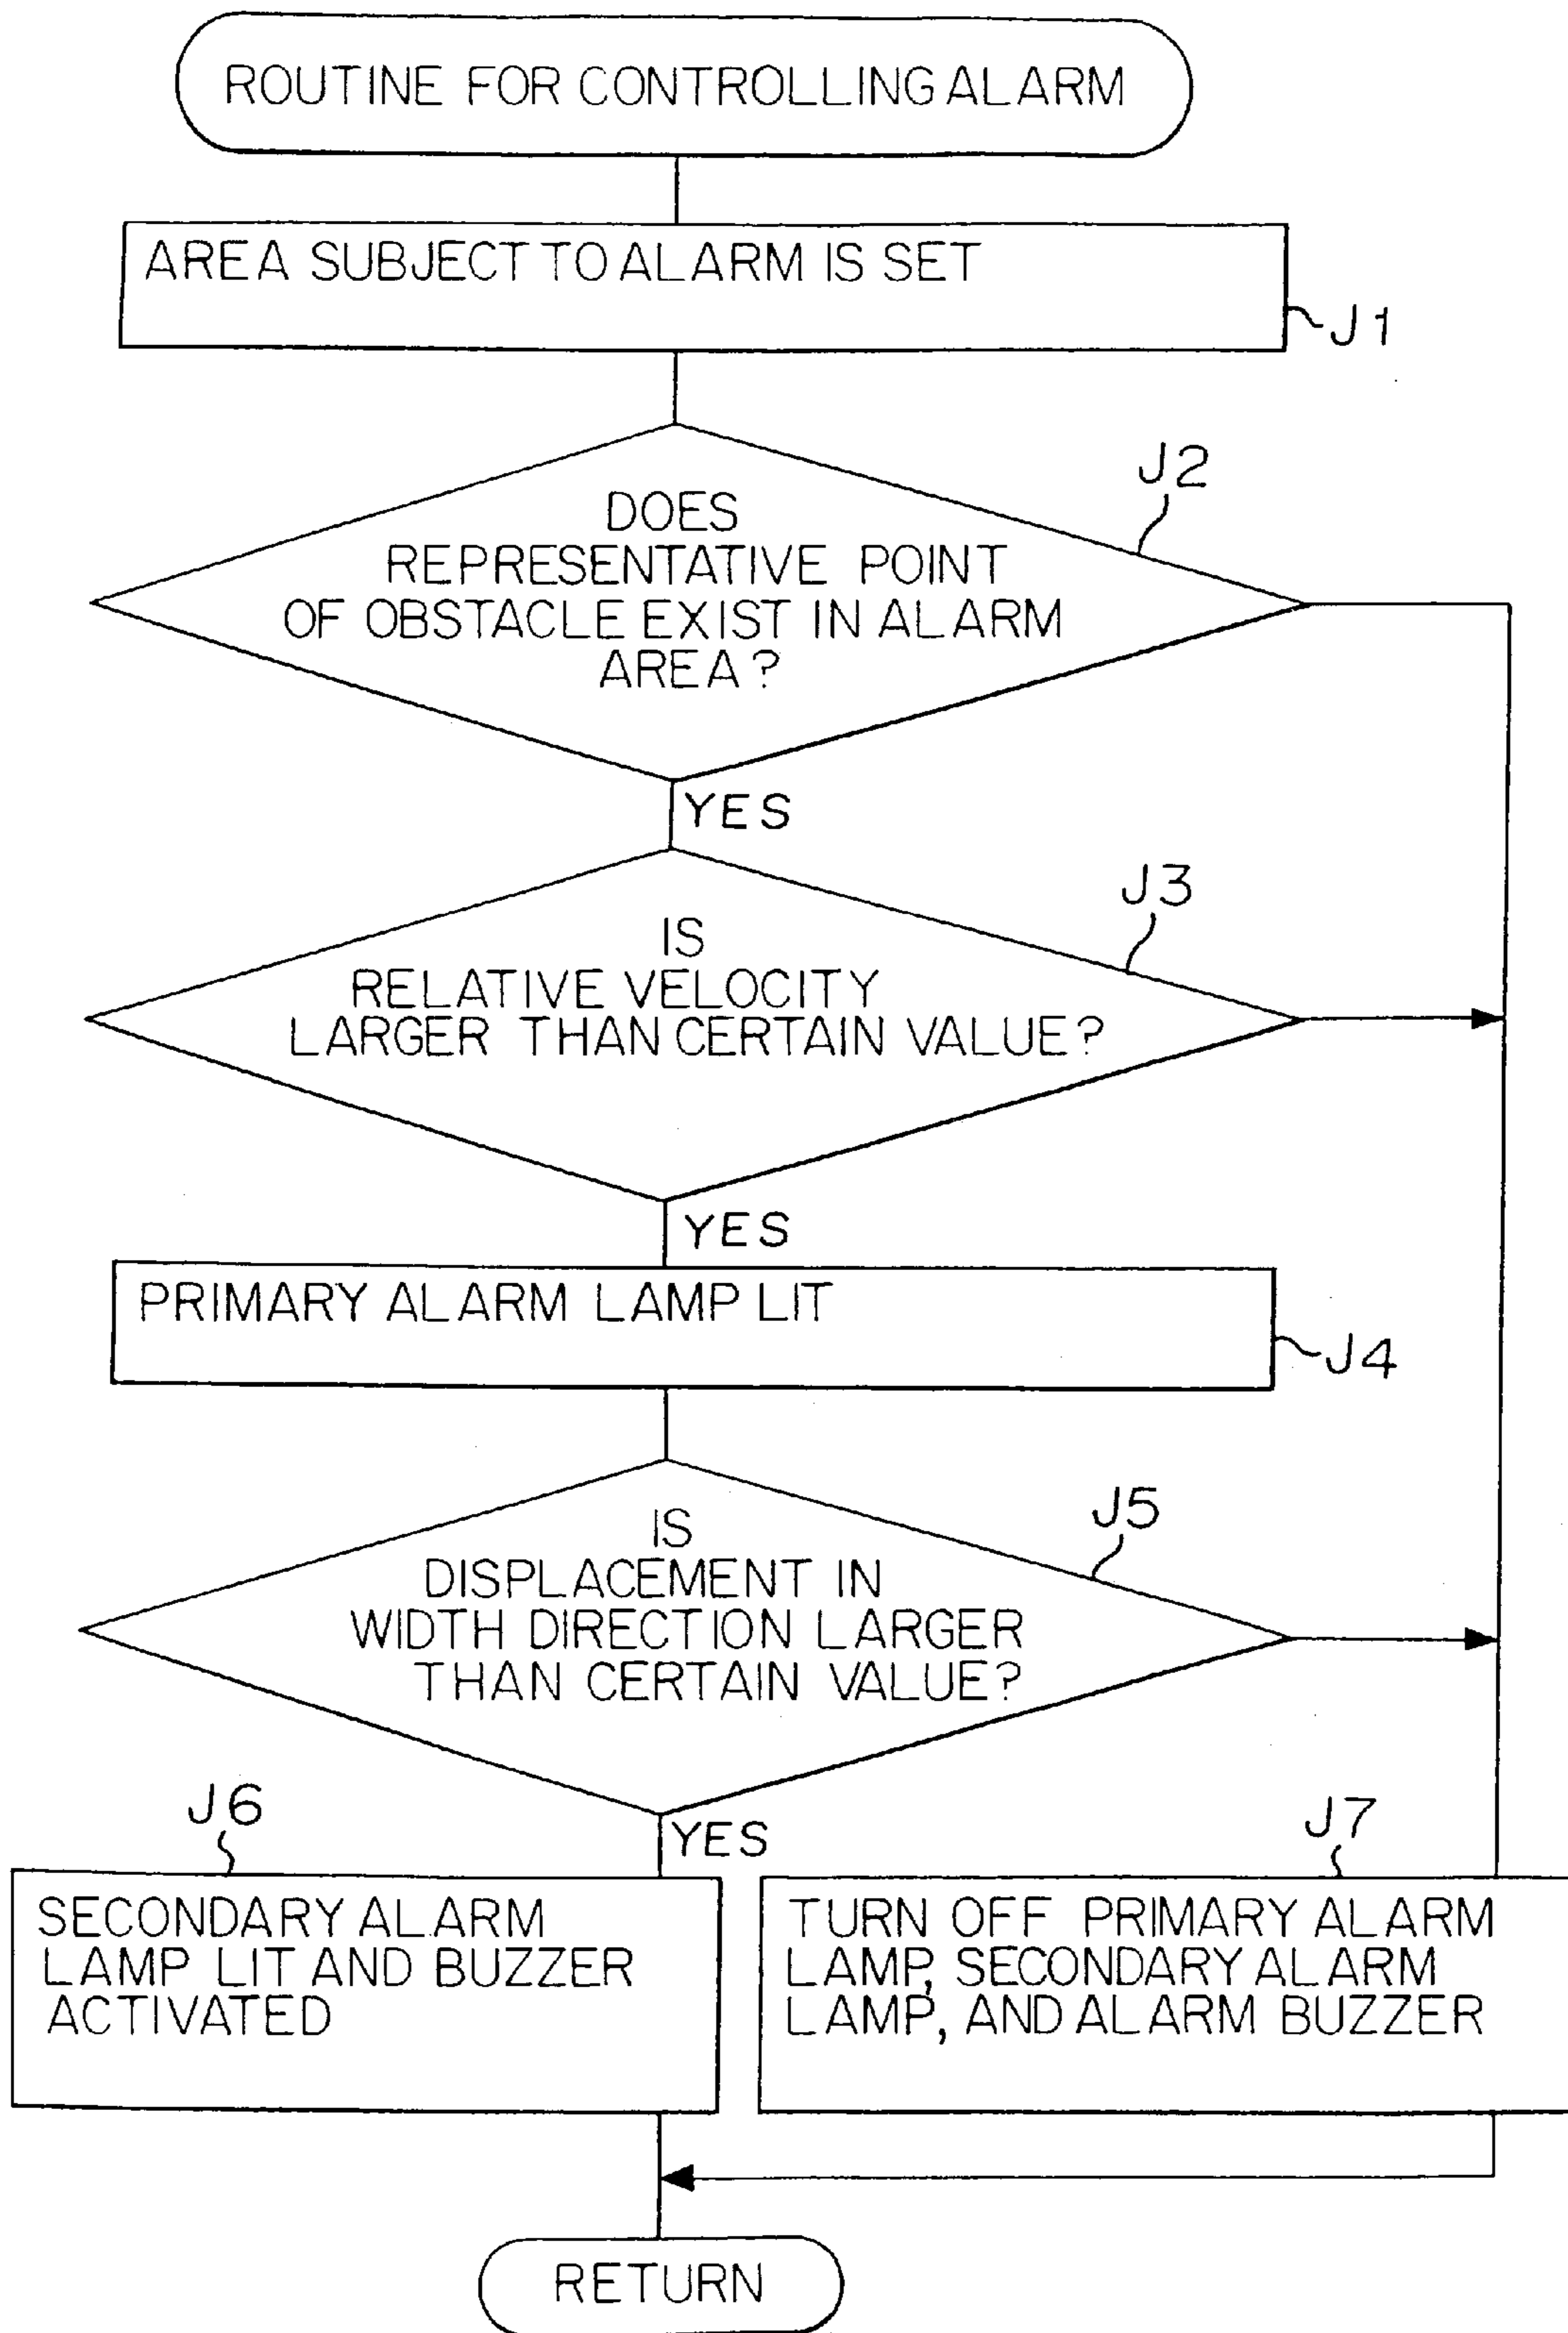 ROUTINE FOR CONTROLLING ALARM
AREA SUBJECT TO ALARM IS SET
J1
J2
DOES
REPRESENTATIVE POINT
OF OBSTACLE EXIST IN ALARM
AREA?
YES
J3
IS
RELATIVE VELOCITY
LARGER THAN CERTAIN VALUE?
YES
PRIMARY ALARM LAMP LIT
J4
J5
IS
DISPLACEMENT IN
WIDTH DIRECTION LARGER
THAN CERTAIN VALUE?
YES
J6
SECONDARY ALARM
LAMP LIT AND BUZZER
ACTIVATED
J7
TURN OFF PRIMARY ALARM
LAMP, SECONDARY ALARM
LAMP, AND ALARM BUZZER
RETURN